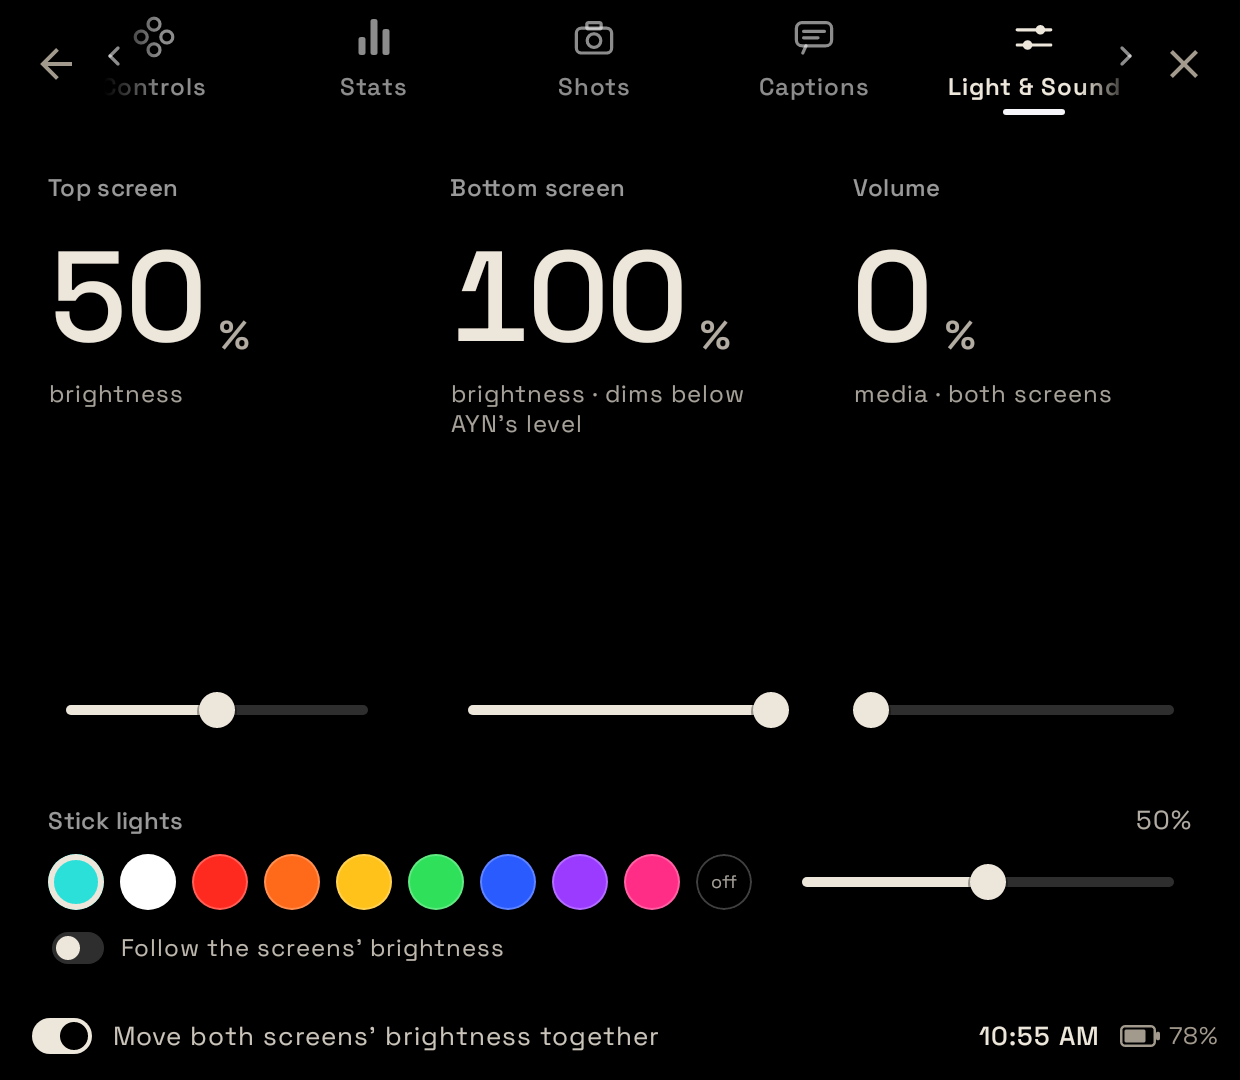 Controls
Stats
Shots
Captions
Light & Sound
Top screen
Bottom screen
Volume
50 %
100 %
0 %
brightness
brightness · dims below
AYN’s level
media · both screens
Stick lights
50%
off
Follow the screens’ brightness
Move both screens’ brightness together
10:55 AM
78%